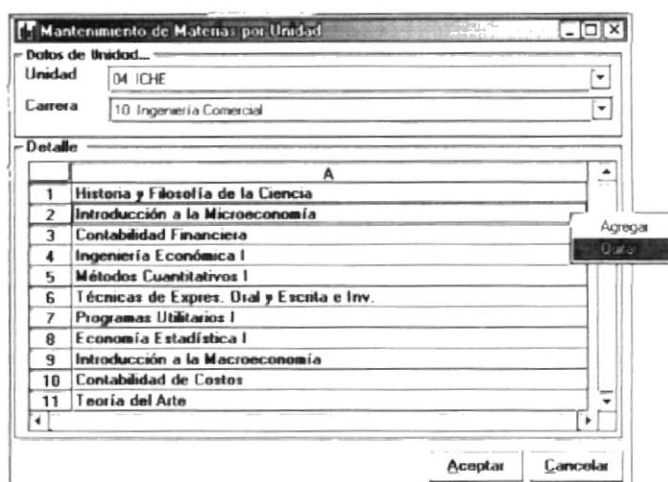 Mantenimiento de Materias por Unidad
Datos de Unidad...
Unidad 04 ICHE
Carrera 10 Ingeniería Comercial
Detalle
A
1 Historia y Filosofía de la Ciencia
2 Introducción a la Microeconomía
3 Contabilidad Financiera
4 Ingeniería Económica I
5 Métodos Cuantitativos I
6 Técnicas de Expres. Oral y Escrita e Inv.
7 Programas Utilitarios I
8 Economía Estadística I
9 Introducción a la Macroeconomía
10 Contabilidad de Costos
11 Teoría del Arte
Agregar
Quitar
Aceptar Cancelar